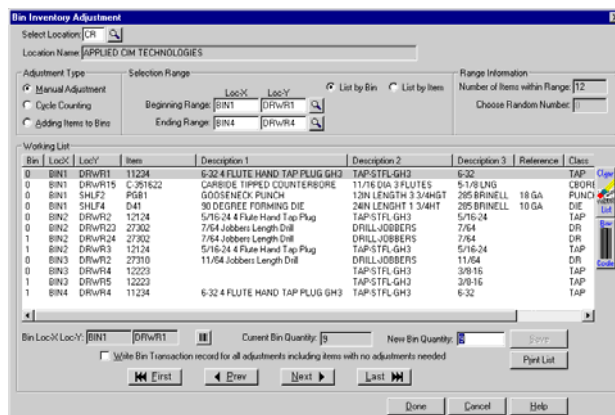 Bin Inventory Adjustment
Select Location: CR
Location Name: APPLIED CIM TECHNOLOGIES
Adjustment Type
Manual Adjustment
Cycle Counting
Adding Items to Bins
Selection Range
Loc-X Loc-Y
Beginning Range: BIN1 DRWR1
Ending Range: BIN4 DRWR4
List by Bin List by Item
Range Information
Number of Items within Range: 12
Choose Random Number: 0
Working List
Bin LocX LocY Item Description 1 Description 2 Description 3 Reference Class
0 BIN1 DRWR1 11234 6-32 4 FLUTE HAND TAP PLUG GH3 TAP-STFL-GH3 6-32 TAP
0 BIN1 DRWR15 C-351622 CARBIDE TIPPED COUNTERBORE 11/16 DIA 3 FLUTES 5-1/8 LNG CBORE
0 BIN1 SHLF2 PGB1 GOOSENECK PUNCH 12IN LENGTH 3 3/4HGT 285 BRINELL 18 GA PUNCH
0 BIN1 SHLF4 D41 90 DEGREE FORMING DIE 24IN LENGHT 1 3/4HT 285 BRINELL 10 GA DIE
0 BIN2 DRWR2 12124 5/16-24 4 Flute Hand Tap Plug TAP-STFL-GH3 5/16-24 TAP
0 BIN2 DRWR23 27302 7/64 Jobbers Length Drill DRILL-JOBBERS 7/64 DR
1 BIN2 DRWR24 27302 7/64 Jobbers Length Drill DRILL-JOBBERS 7/64 DR
1 BIN2 DRWR3 12124 5/16-24 4 Flute Hand Tap Plug TAP-STFL-GH3 5/16-24 TAP
0 BIN3 DRWR2 27310 11/64 Jobbers Length Drill DRILL-JOBBERS 11/64 DR
0 BIN3 DRWR4 12223 TAP-STFL-GH3 3/8-16 TAP
1 BIN3 DRWR5 12223 TAP-STFL-GH3 3/8-16 TAP
1 BIN4 DRWR4 11234 6-32 4 FLUTE HAND TAP PLUG GH3 TAP-STFL-GH3 6-32 TAP
Clear
List
Bar
Code
Bin Loc-X Loc-Y: BIN1 DRWR1
Current Bin Quantity: 9
New Bin Quantity: 9
Save
Write Bin Transaction record for all adjustments including items with no adjustments needed
Print List
First Prev Next Last
Done Cancel Help